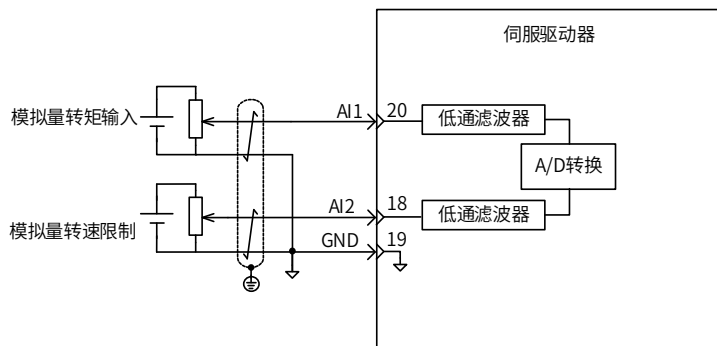 伺服驱动器
模拟量转矩输入
AI1
20
低通滤波器
A/D转换
模拟量转速限制
AI2
18
低通滤波器
GND
19